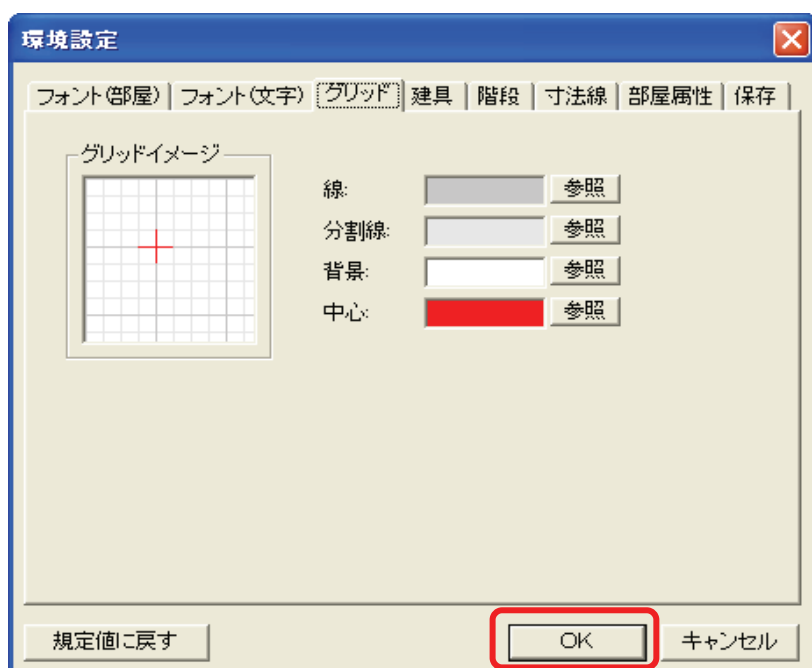 環境設定
フォント(部屋) フォント(文字) グリッド 建具 階段 寸法線 部屋属性 保存
グリッドイメージ
線: 参照
分割線: 参照
背景: 参照
中心: 参照
規定値に戻す OK キャンセル